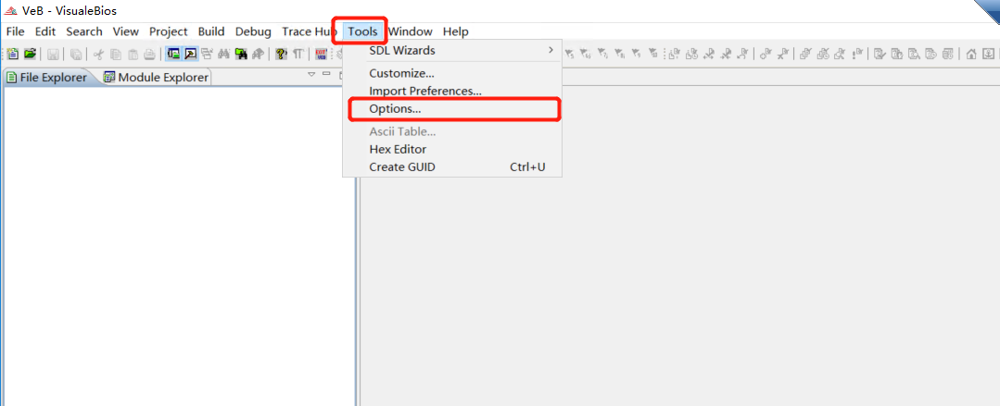 VeB - VisualeBios
File Edit Search View Project Build Debug Trace Hub Tools Window Help
SDL Wizards
File Explorer Module Explorer
Customize...
Import Preferences...
Options...
Ascii Table...
Hex Editor
Create GUID Ctrl+U